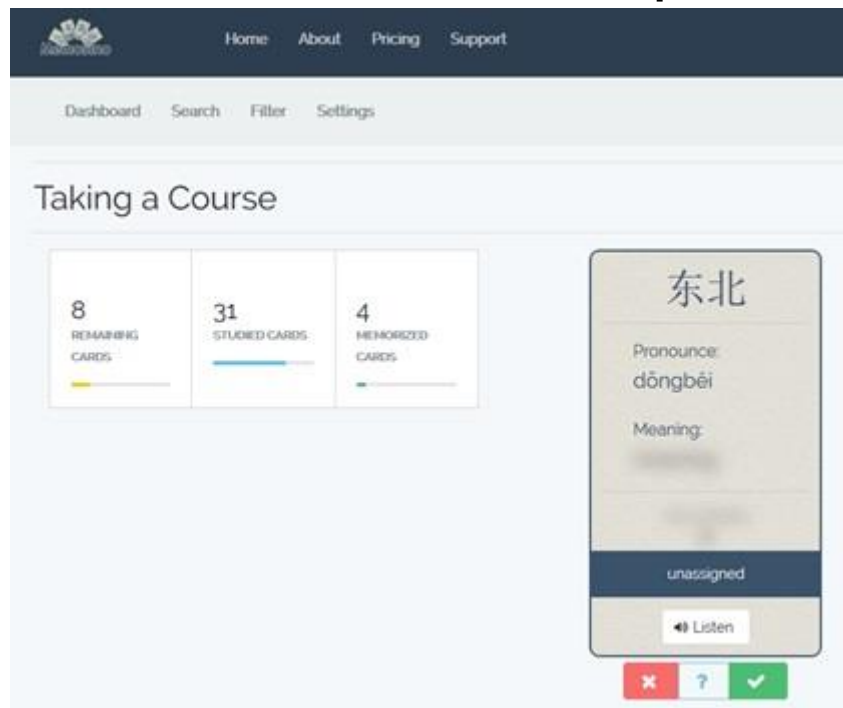 Home About Pricing Support
Dashboard Search Filter Settings
Taking a Course
8
REMAINING
CARDS
31
STUDIED CARDS
4
MEMORIZED
CARDS
东北
Pronounce:
dōngběi
Meaning:
unassigned
Listen
?